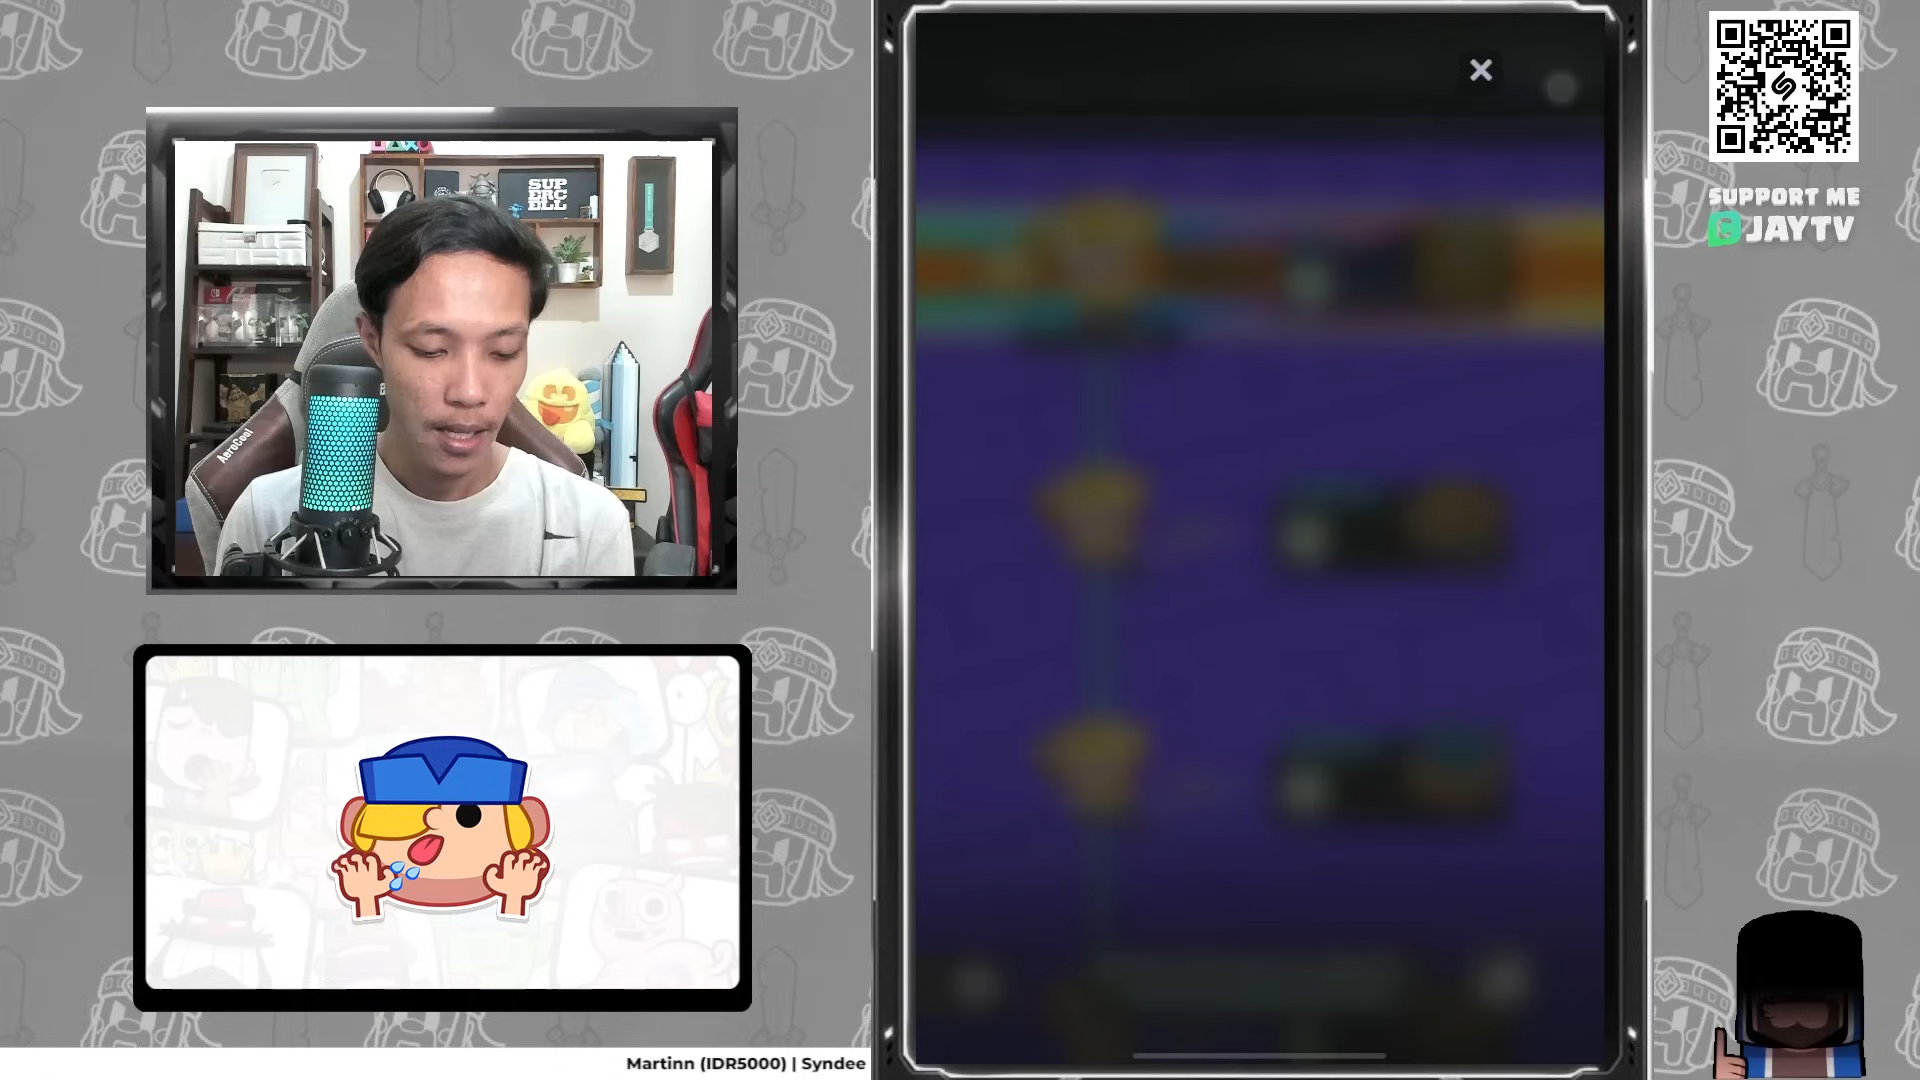 SUP
ERC
ELL
AeroCool
SUPPORT ME
JAYTV
Martinn (IDR5000) | Syndee